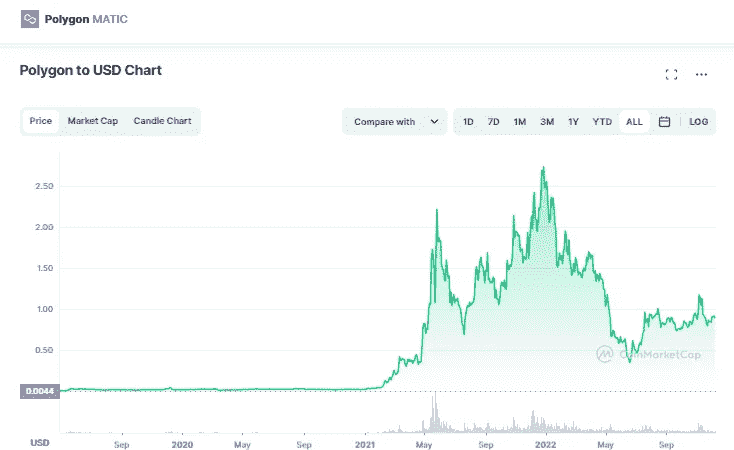 Polygon MATIC
Polygon to USD Chart
Price Market Cap Candle Chart Compare with 1D 7D 1M 3M 1Y YTD ALL LOG
2.50
2.00
1.50
1.00
0.50
CoinMarketCap
0.0044
USD Sep 2020 May Sep 2021 May Sep 2022 May Sep